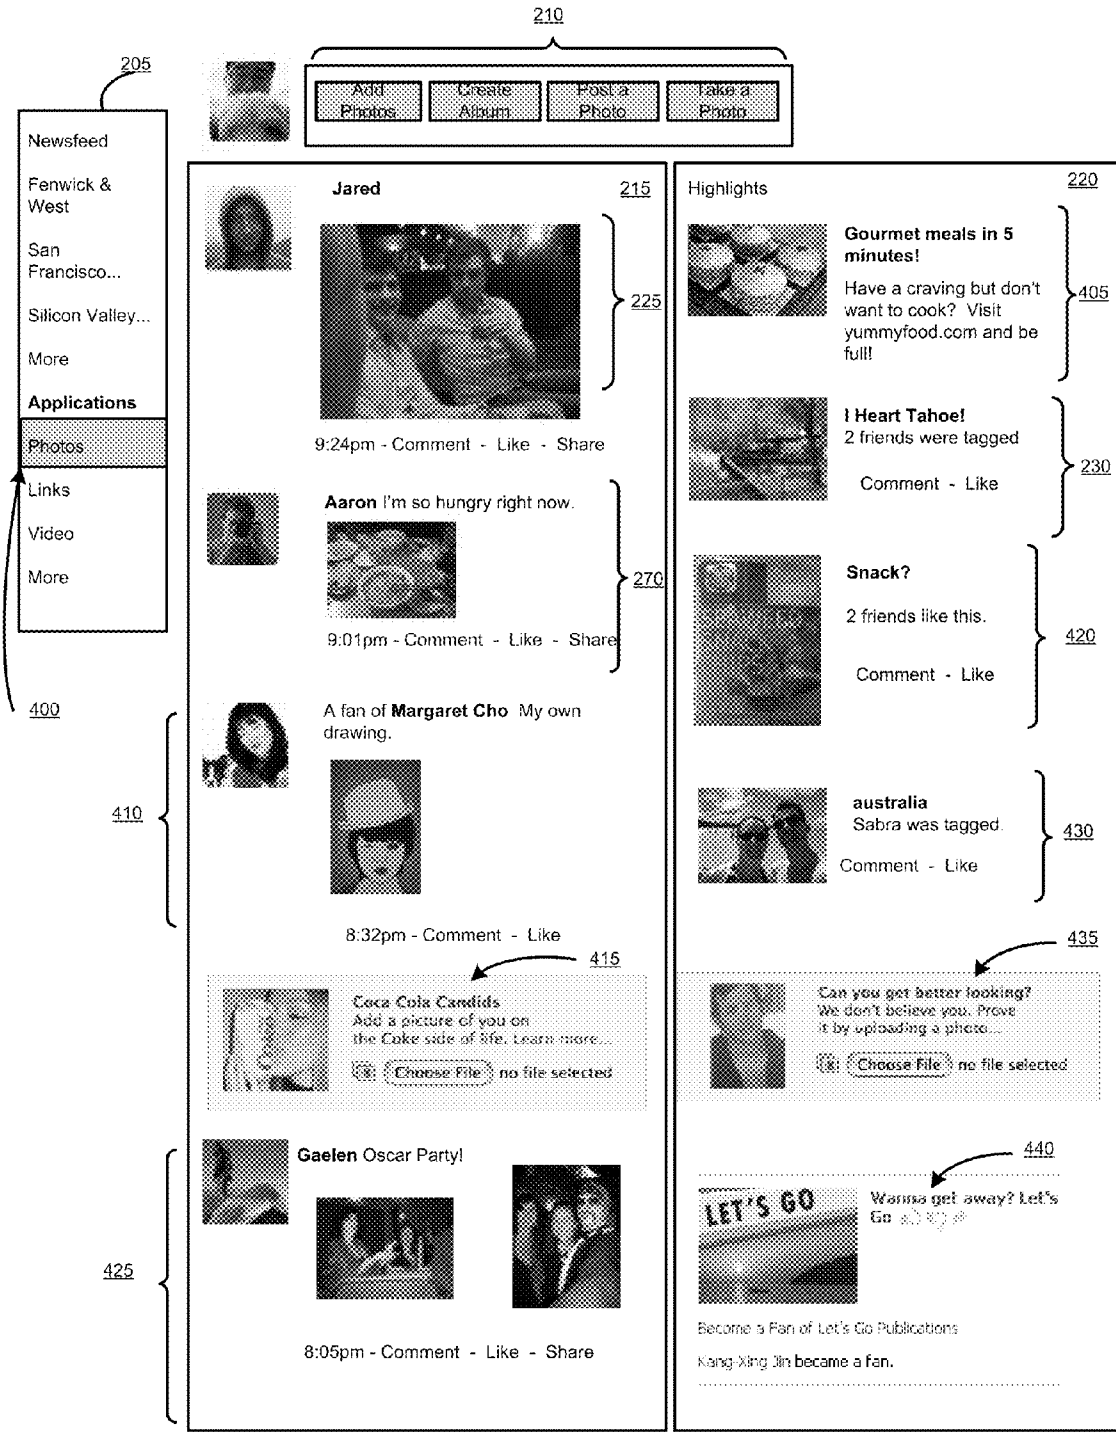 210
205
Add Photos
Create Album
Post a Photo
Take a Photo
Newsfeed
Fenwick &
West
San
Francisco...
Silicon Valley...
More
Applications
Photos
Links
Video
More
400
Jared
215
225
9:24pm - Comment - Like - Share
Aaron I'm so hungry right now.
270
9:01pm - Comment - Like - Share
410
A fan of Margaret Cho My own
drawing.
8:32pm - Comment - Like
415
Coca Cola Candids
Add a picture of you on
the Coke side of life. Learn more...
Choose File no file selected
425
Gaelen Oscar Party!
8:05pm - Comment - Like - Share
Highlights
220
Gourmet meals in 5
minutes!
Have a craving but don't
want to cook? Visit
yummyfood.com and be
full!
405
I Heart Tahoe!
2 friends were tagged
Comment - Like
230
Snack?
2 friends like this.
Comment - Like
420
australia
Sabra was tagged.
Comment - Like
430
435
Can you get better looking?
We don't believe you. Prove
it by uploading a photo...
Choose File no file selected
440
LET'S GO
Wanna get away? Let's
Go
Become a Fan of Let's Go Publications
Kang-Xing Jin became a fan.